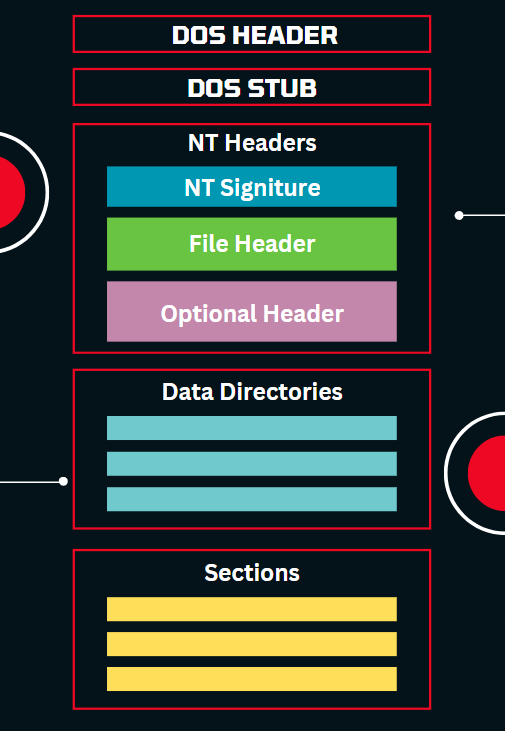 DOS HEADER
DOS STUB
NT Headers
NT Signiture
File Header
Optional Header
Data Directories
Sections